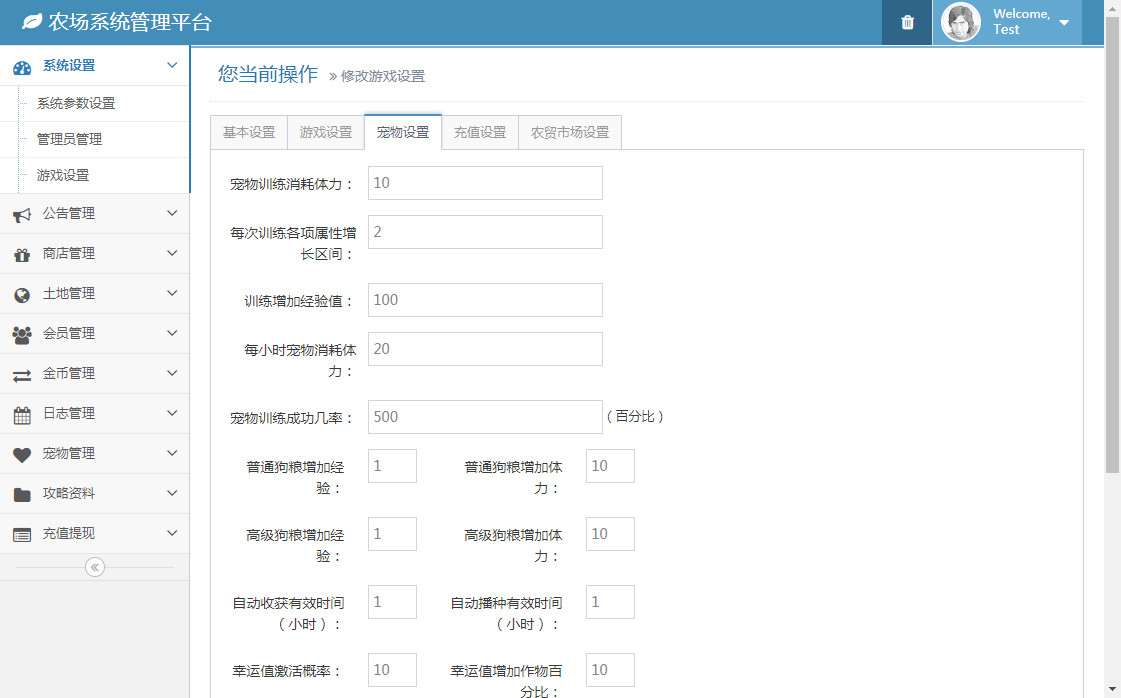 农场系统管理平台
Welcome,
Test
系统设置
系统参数设置
管理员管理
游戏设置
公告管理
商店管理
土地管理
会员管理
金币管理
日志管理
宠物管理
攻略资料
充值提现
您当前操作 » 修改游戏设置
基本设置 游戏设置 宠物设置 充值设置 农贸市场设置
宠物训练消耗体力： 10
每次训练各项属性增 2
长区间：
训练增加经验值： 100
每小时宠物消耗体 20
力：
宠物训练成功几率： 500 （百分比）
普通狗粮增加经 1 普通狗粮增加体 10
验： 力：
高级狗粮增加经 1 高级狗粮增加体 10
验： 力：
自动收获有效时间 1 自动播种有效时间 1
（小时）： （小时）：
幸运值激活概率： 10 幸运值增加作物百 10
分比：